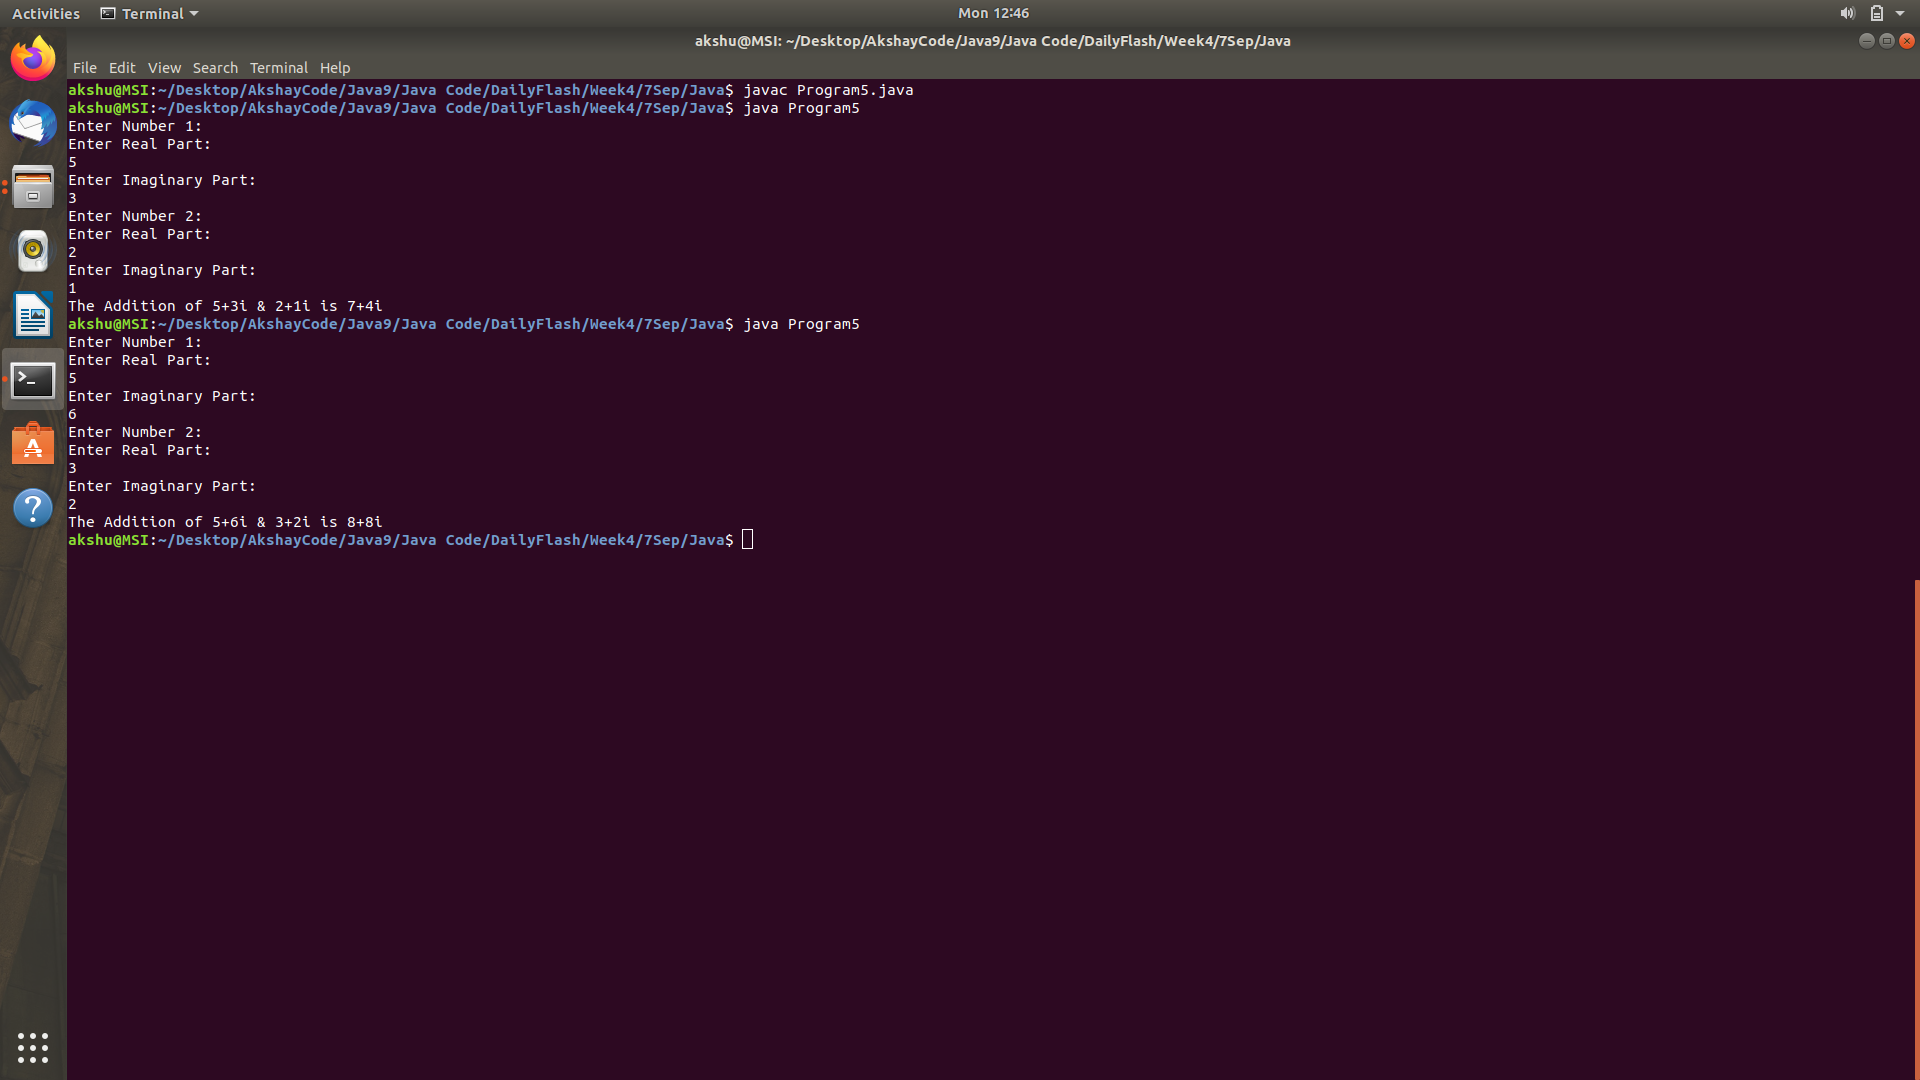 Activities Terminal Mon 12:46
akshu@MSI: ~/Desktop/AkshayCode/Java9/Java Code/DailyFlash/Week4/7Sep/Java
File Edit View Search Terminal Help
akshu@MSI:~/Desktop/AkshayCode/Java9/Java Code/DailyFlash/Week4/7Sep/Java$ javac Program5.java
akshu@MSI:~/Desktop/AkshayCode/Java9/Java Code/DailyFlash/Week4/7Sep/Java$ java Program5
Enter Number 1:
Enter Real Part:
5
Enter Imaginary Part:
3
Enter Number 2:
Enter Real Part:
2
Enter Imaginary Part:
1
The Addition of 5+3i & 2+1i is 7+4i
akshu@MSI:~/Desktop/AkshayCode/Java9/Java Code/DailyFlash/Week4/7Sep/Java$ java Program5
Enter Number 1:
Enter Real Part:
5
Enter Imaginary Part:
6
Enter Number 2:
Enter Real Part:
3
Enter Imaginary Part:
2
The Addition of 5+6i & 3+2i is 8+8i
akshu@MSI:~/Desktop/AkshayCode/Java9/Java Code/DailyFlash/Week4/7Sep/Java$